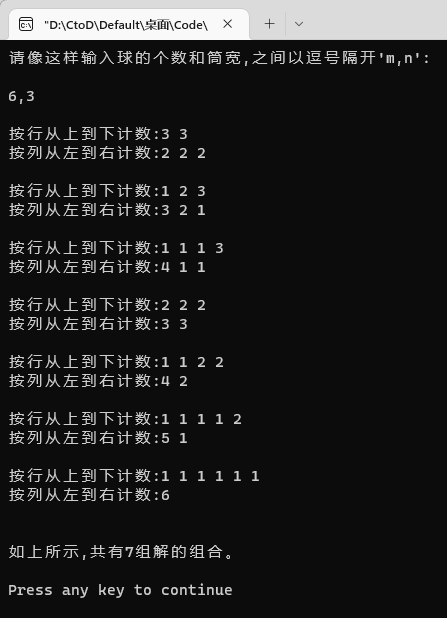 "D:\CtoD\Default\桌面\Code\
请像这样输入球的个数和筒宽,之间以逗号隔开'm,n':
6,3
按行从上到下计数:3 3
按列从左到右计数:2 2 2
按行从上到下计数:1 2 3
按列从左到右计数:3 2 1
按行从上到下计数:1 1 1 3
按列从左到右计数:4 1 1
按行从上到下计数:2 2 2
按列从左到右计数:3 3
按行从上到下计数:1 1 2 2
按列从左到右计数:4 2
按行从上到下计数:1 1 1 1 2
按列从左到右计数:5 1
按行从上到下计数:1 1 1 1 1 1
按列从左到右计数:6
如上所示,共有7组解的组合。
Press any key to continue